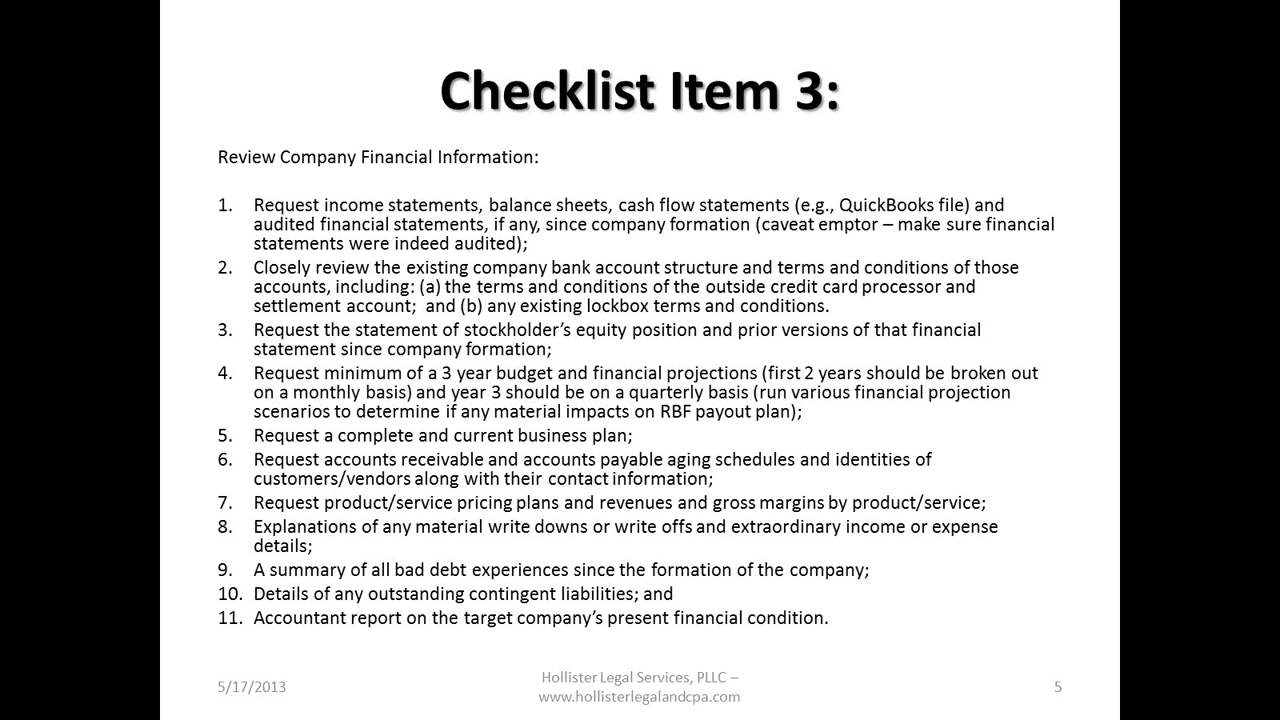 Checklist Item 3:
Review Company Financial Information:
1. Request income statements, balance sheets, cash flow statements (e.g., QuickBooks file) and
audited financial statements, if any, since company formation (caveat emptor – make sure financial
statements were indeed audited);
2. Closely review the existing company bank account structure and terms and conditions of those
accounts, including: (a) the terms and conditions of the outside credit card processor and
settlement account;  and (b) any existing lockbox terms and conditions.
3. Request the statement of stockholder’s equity position and prior versions of that financial
statement since company formation;
4. Request minimum of a 3 year budget and financial projections (first 2 years should be broken out
on a monthly basis) and year 3 should be on a quarterly basis (run various financial projection
scenarios to determine if any material impacts on RBF payout plan);
5. Request a complete and current business plan;
6. Request accounts receivable and accounts payable aging schedules and identities of
customers/vendors along with their contact information;
7. Request product/service pricing plans and revenues and gross margins by product/service;
8. Explanations of any material write downs or write offs and extraordinary income or expense
details;
9. A summary of all bad debt experiences since the formation of the company;
10. Details of any outstanding contingent liabilities; and
11. Accountant report on the target company’s present financial condition.
5/17/2013
Hollister Legal Services, PLLC –
www.hollisterlegalandcpa.com
5